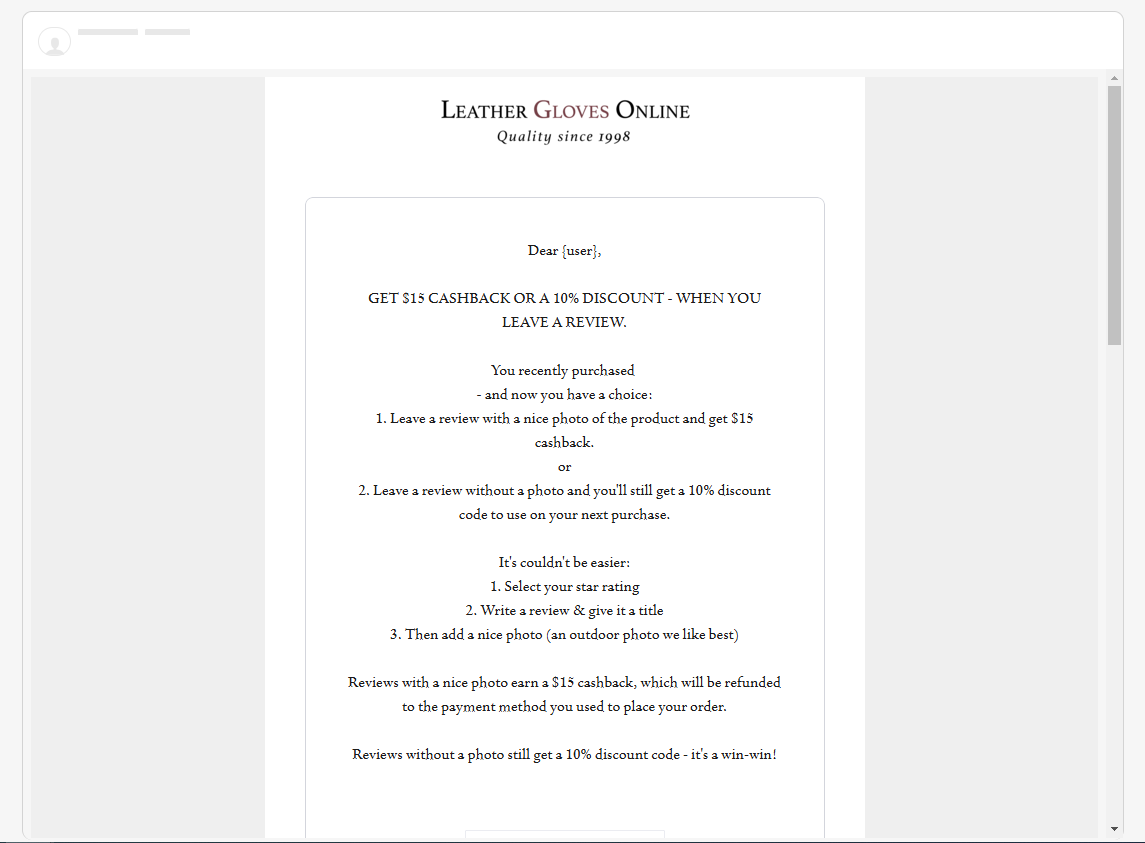 Leather Gloves Online
Quality since 1998
Dear {user},
GET $15 CASHBACK OR A 10% DISCOUNT - WHEN YOU
LEAVE A REVIEW.
You recently purchased
- and now you have a choice:
1. Leave a review with a nice photo of the product and get $15
cashback.
or
2. Leave a review without a photo and you'll still get a 10% discount
code to use on your next purchase.
It's couldn't be easier:
1. Select your star rating
2. Write a review & give it a title
3. Then add a nice photo (an outdoor photo we like best)
Reviews with a nice photo earn a $15 cashback, which will be refunded
to the payment method you used to place your order.
Reviews without a photo still get a 10% discount code - it's a win-win!